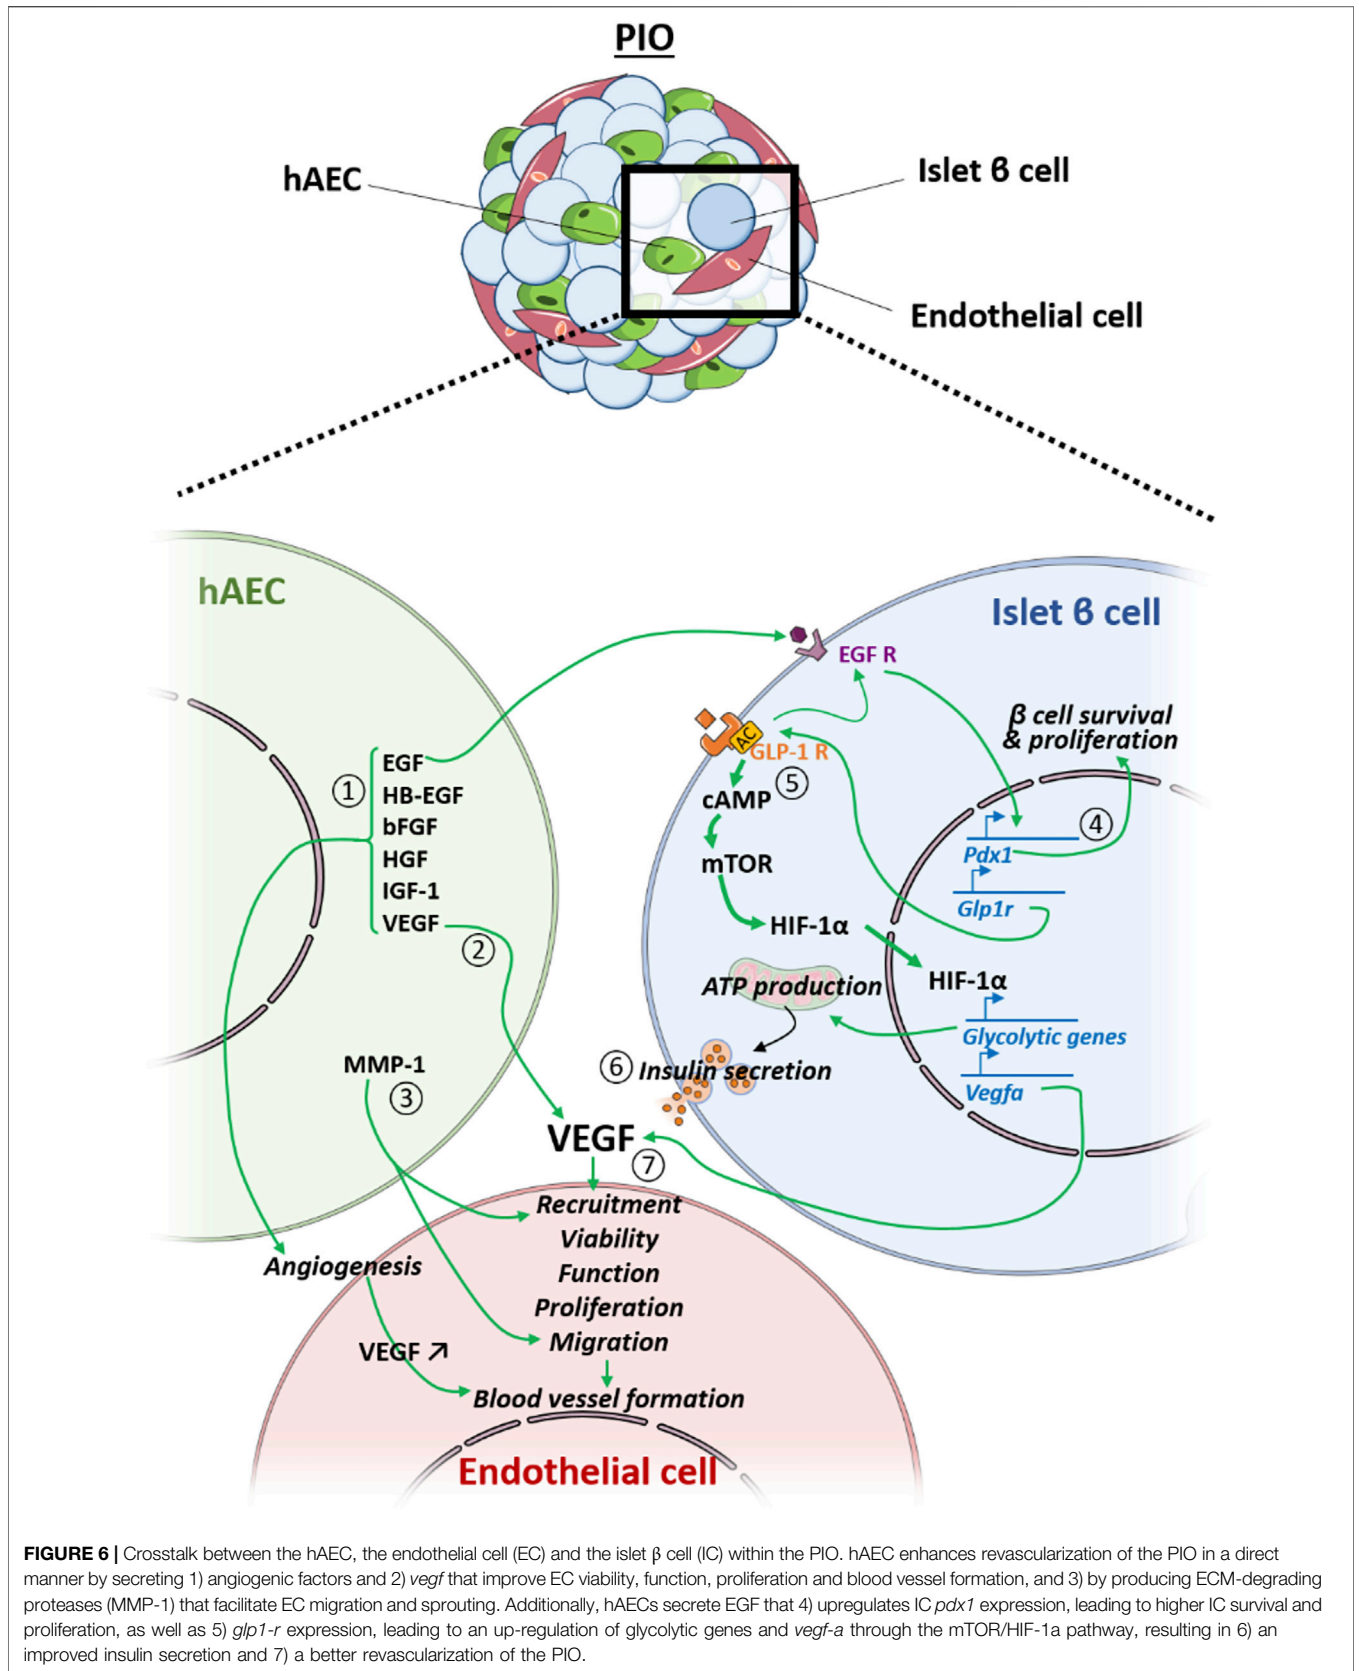 PIO
hAEC
Islet β cell
Endothelial cell
hAEC
Islet β cell
EGF R
β cell survival
& proliferation
AC
GLP-1 R
5
cAMP
mTOR
HIF-1α
4
Pdx1
Glp1r
HIF-1α
ATP production
Glycolytic genes
Vegfa
6 Insulin secretion
1
EGF
HB-EGF
bFGF
HGF
IGF-1
VEGF
2
MMP-1
3
VEGF
7
Recruitment
Viability
Function
Proliferation
Migration
Angiogenesis
VEGF ↗
Blood vessel formation
Endothelial cell
FIGURE 6 | Crosstalk between the hAEC, the endothelial cell (EC) and the islet β cell (IC) within the PIO. hAEC enhances revascularization of the PIO in a direct
manner by secreting 1) angiogenic factors and 2) vegf that improve EC viability, function, proliferation and blood vessel formation, and 3) by producing ECM-degrading
proteases (MMP-1) that facilitate EC migration and sprouting. Additionally, hAECs secrete EGF that 4) upregulates IC pdx1 expression, leading to higher IC survival and
proliferation, as well as 5) glp1-r expression, leading to an up-regulation of glycolytic genes and vegf-a through the mTOR/HIF-1a pathway, resulting in 6) an
improved insulin secretion and 7) a better revascularization of the PIO.